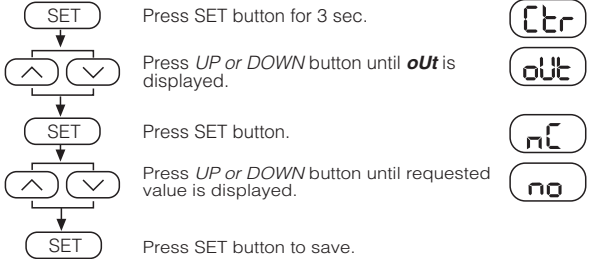 SET Press SET button for 3 sec. Ctr
Press UP or DOWN button until oUt is
displayed.
oUt
SET Press SET button. nC
Press UP or DOWN button until requested
value is displayed.
no
SET Press SET button to save.